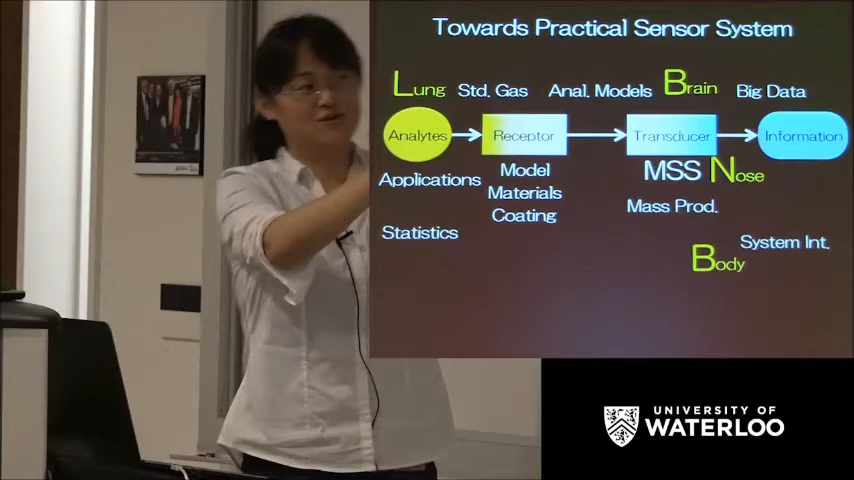 Towards Practical Sensor System
Lung Std. Gas Anal. Models Brain Big Data
Analytes Receptor Transducer Information
Applications Model MSS Nose
Materials
Coating Mass Prod.
Statistics System Int.
Body
UNIVERSITY OF
WATERLOO